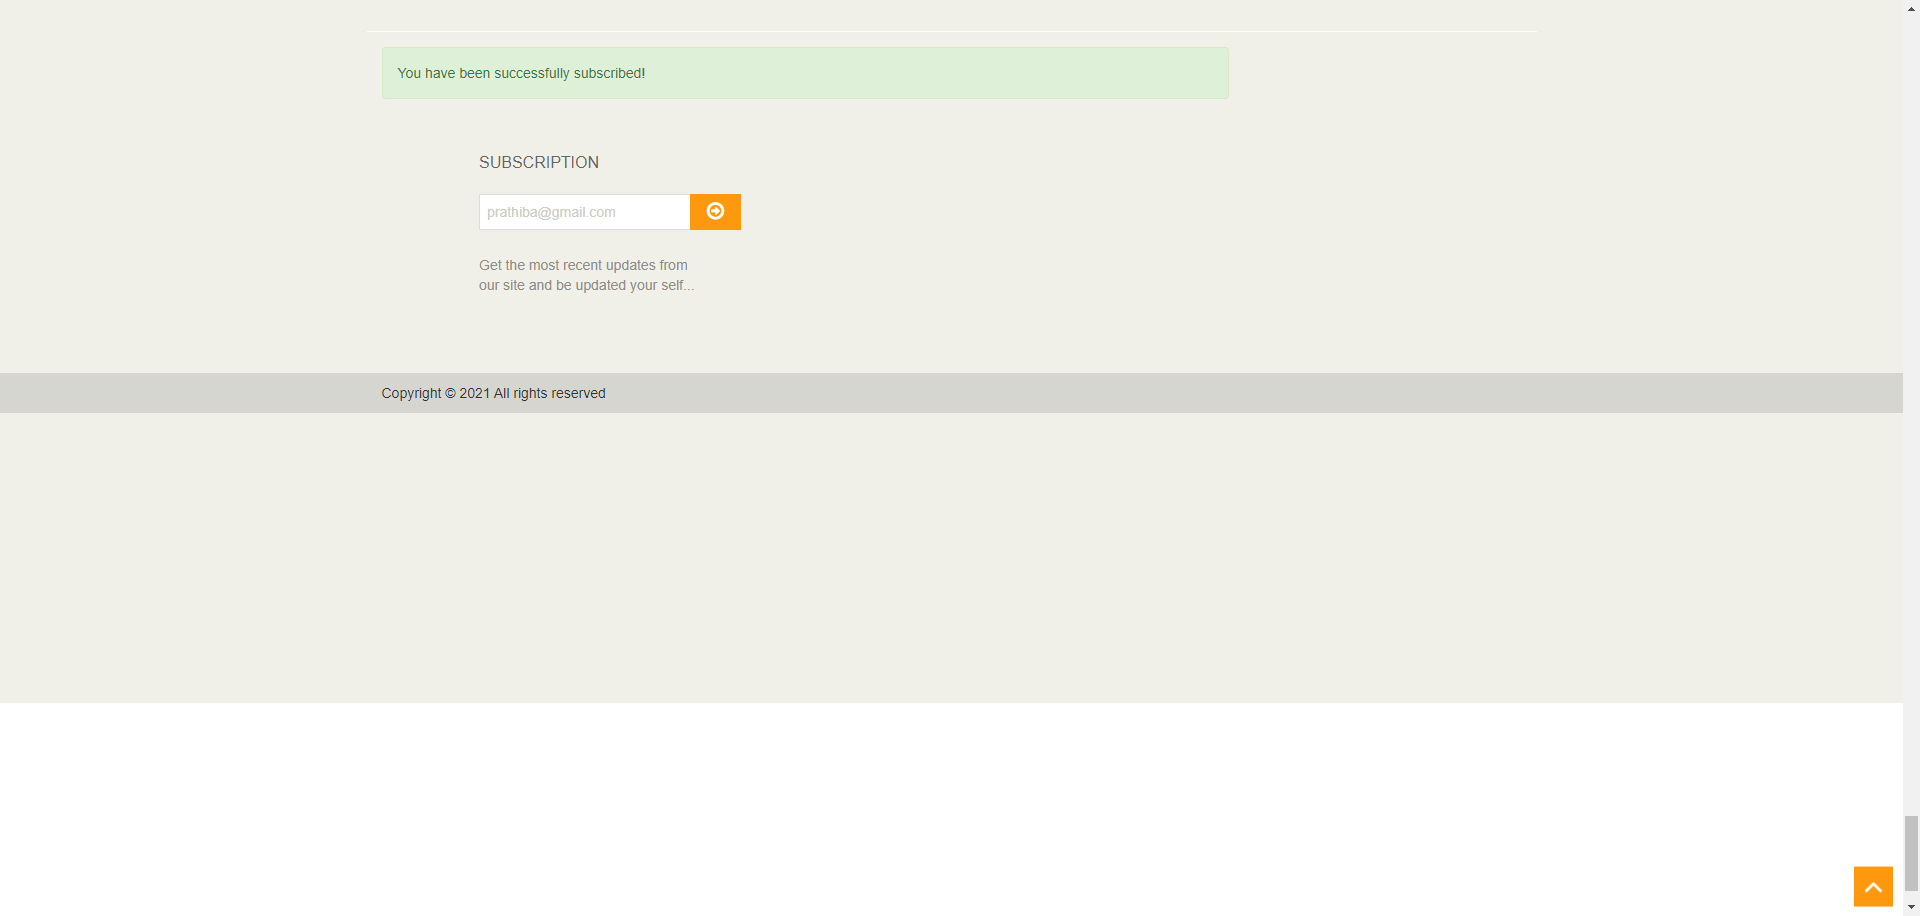 You have been successfully subscribed!
SUBSCRIPTION
prathiba@gmail.com
Get the most recent updates from
our site and be updated your self...
Copyright © 2021 All rights reserved